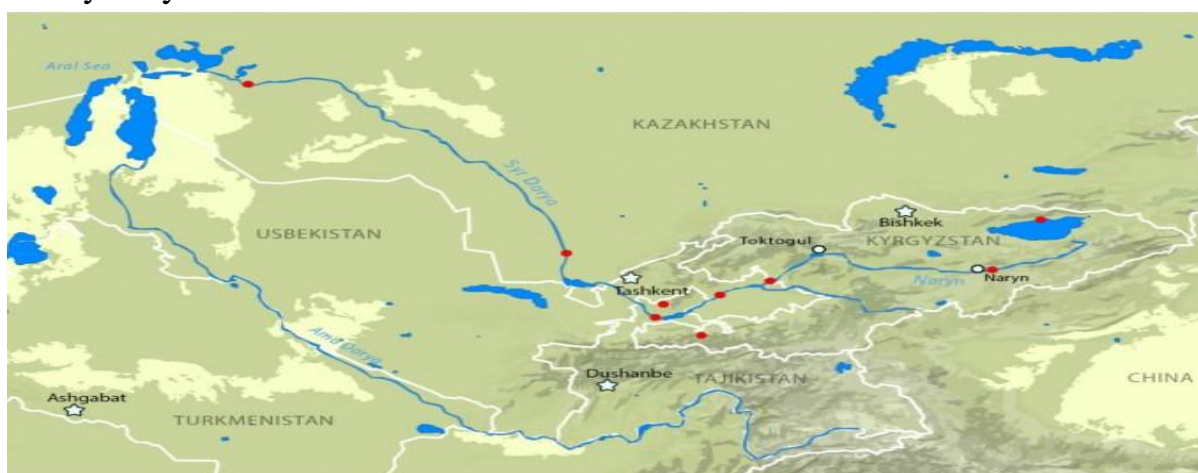 Aral Sea
KAZAKHSTAN
Syr Darya
Bishkek
USBEKISTAN
Toktogul
KYRGYZSTAN
Tashkent
Naryn
Naryn
Amu Darya
Dushanbe
TAJIKISTAN
CHINA
Ashgabat
TURKMENISTAN